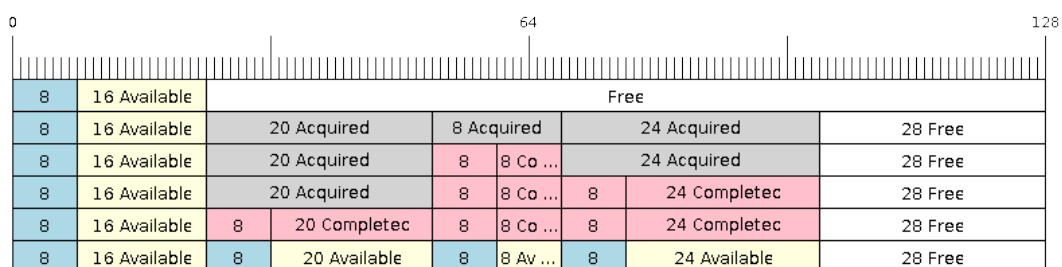 0 64 128
8 16 Available Free
8 16 Available 20 Acquired 8 Acquired 24 Acquired 28 Free
8 16 Available 20 Acquired 8 8 Co ... 24 Acquired 28 Free
8 16 Available 20 Acquired 8 8 Co ... 8 24 Completec 28 Free
8 16 Available 8 20 Completec 8 8 Co ... 8 24 Completec 28 Free
8 16 Available 8 20 Available 8 8 Av ... 8 24 Available 28 Free